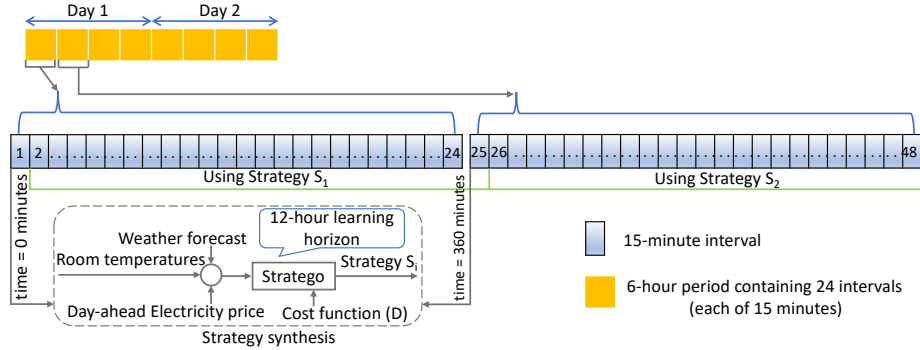 Day 1
Day 2
1
2
24
25
26
48
Using Strategy S1
Using Strategy S2
time = 0 minutes
time = 360 minutes
12-hour learning
horizon
Weather forecast
Room temperatures
Stratego
Strategy Si
Day-ahead Electricity price
Cost function (D)
Strategy synthesis
15-minute interval
6-hour period containing 24 intervals
(each of 15 minutes)